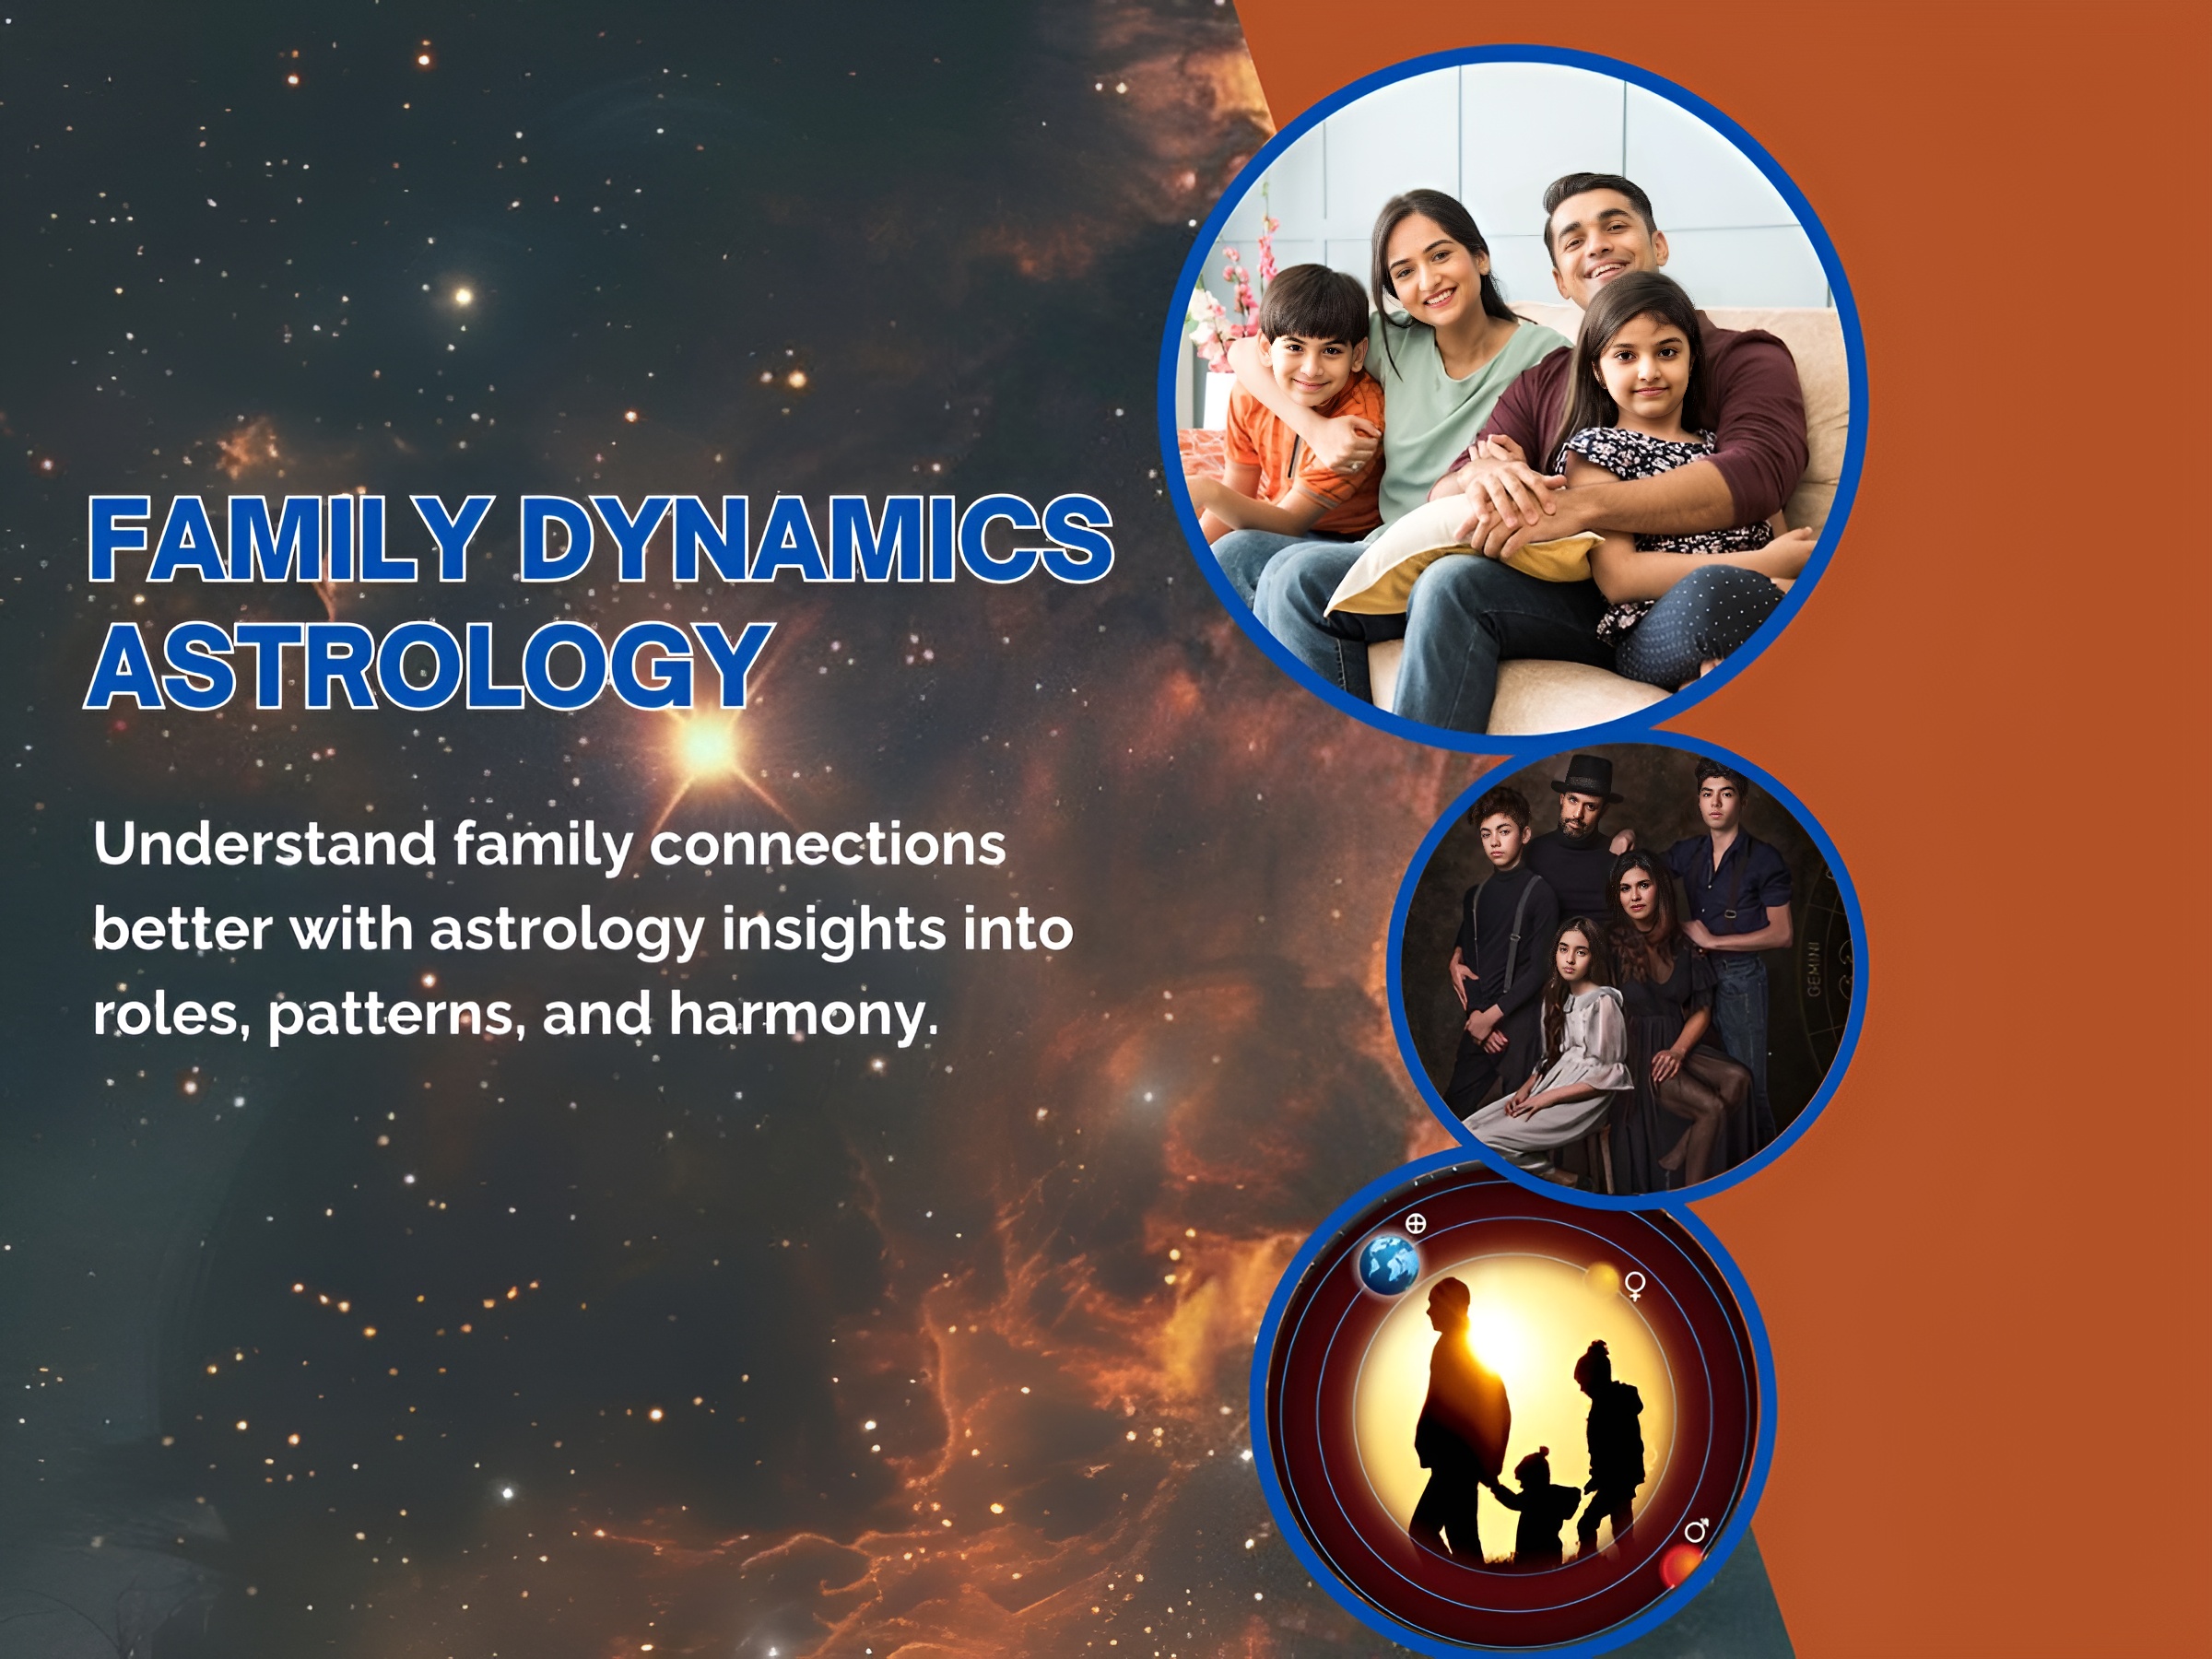 FAMILY DYNAMICS
ASTROLOGY
Understand family connections
better with astrology insights into
roles, patterns, and harmony.
GEMINI